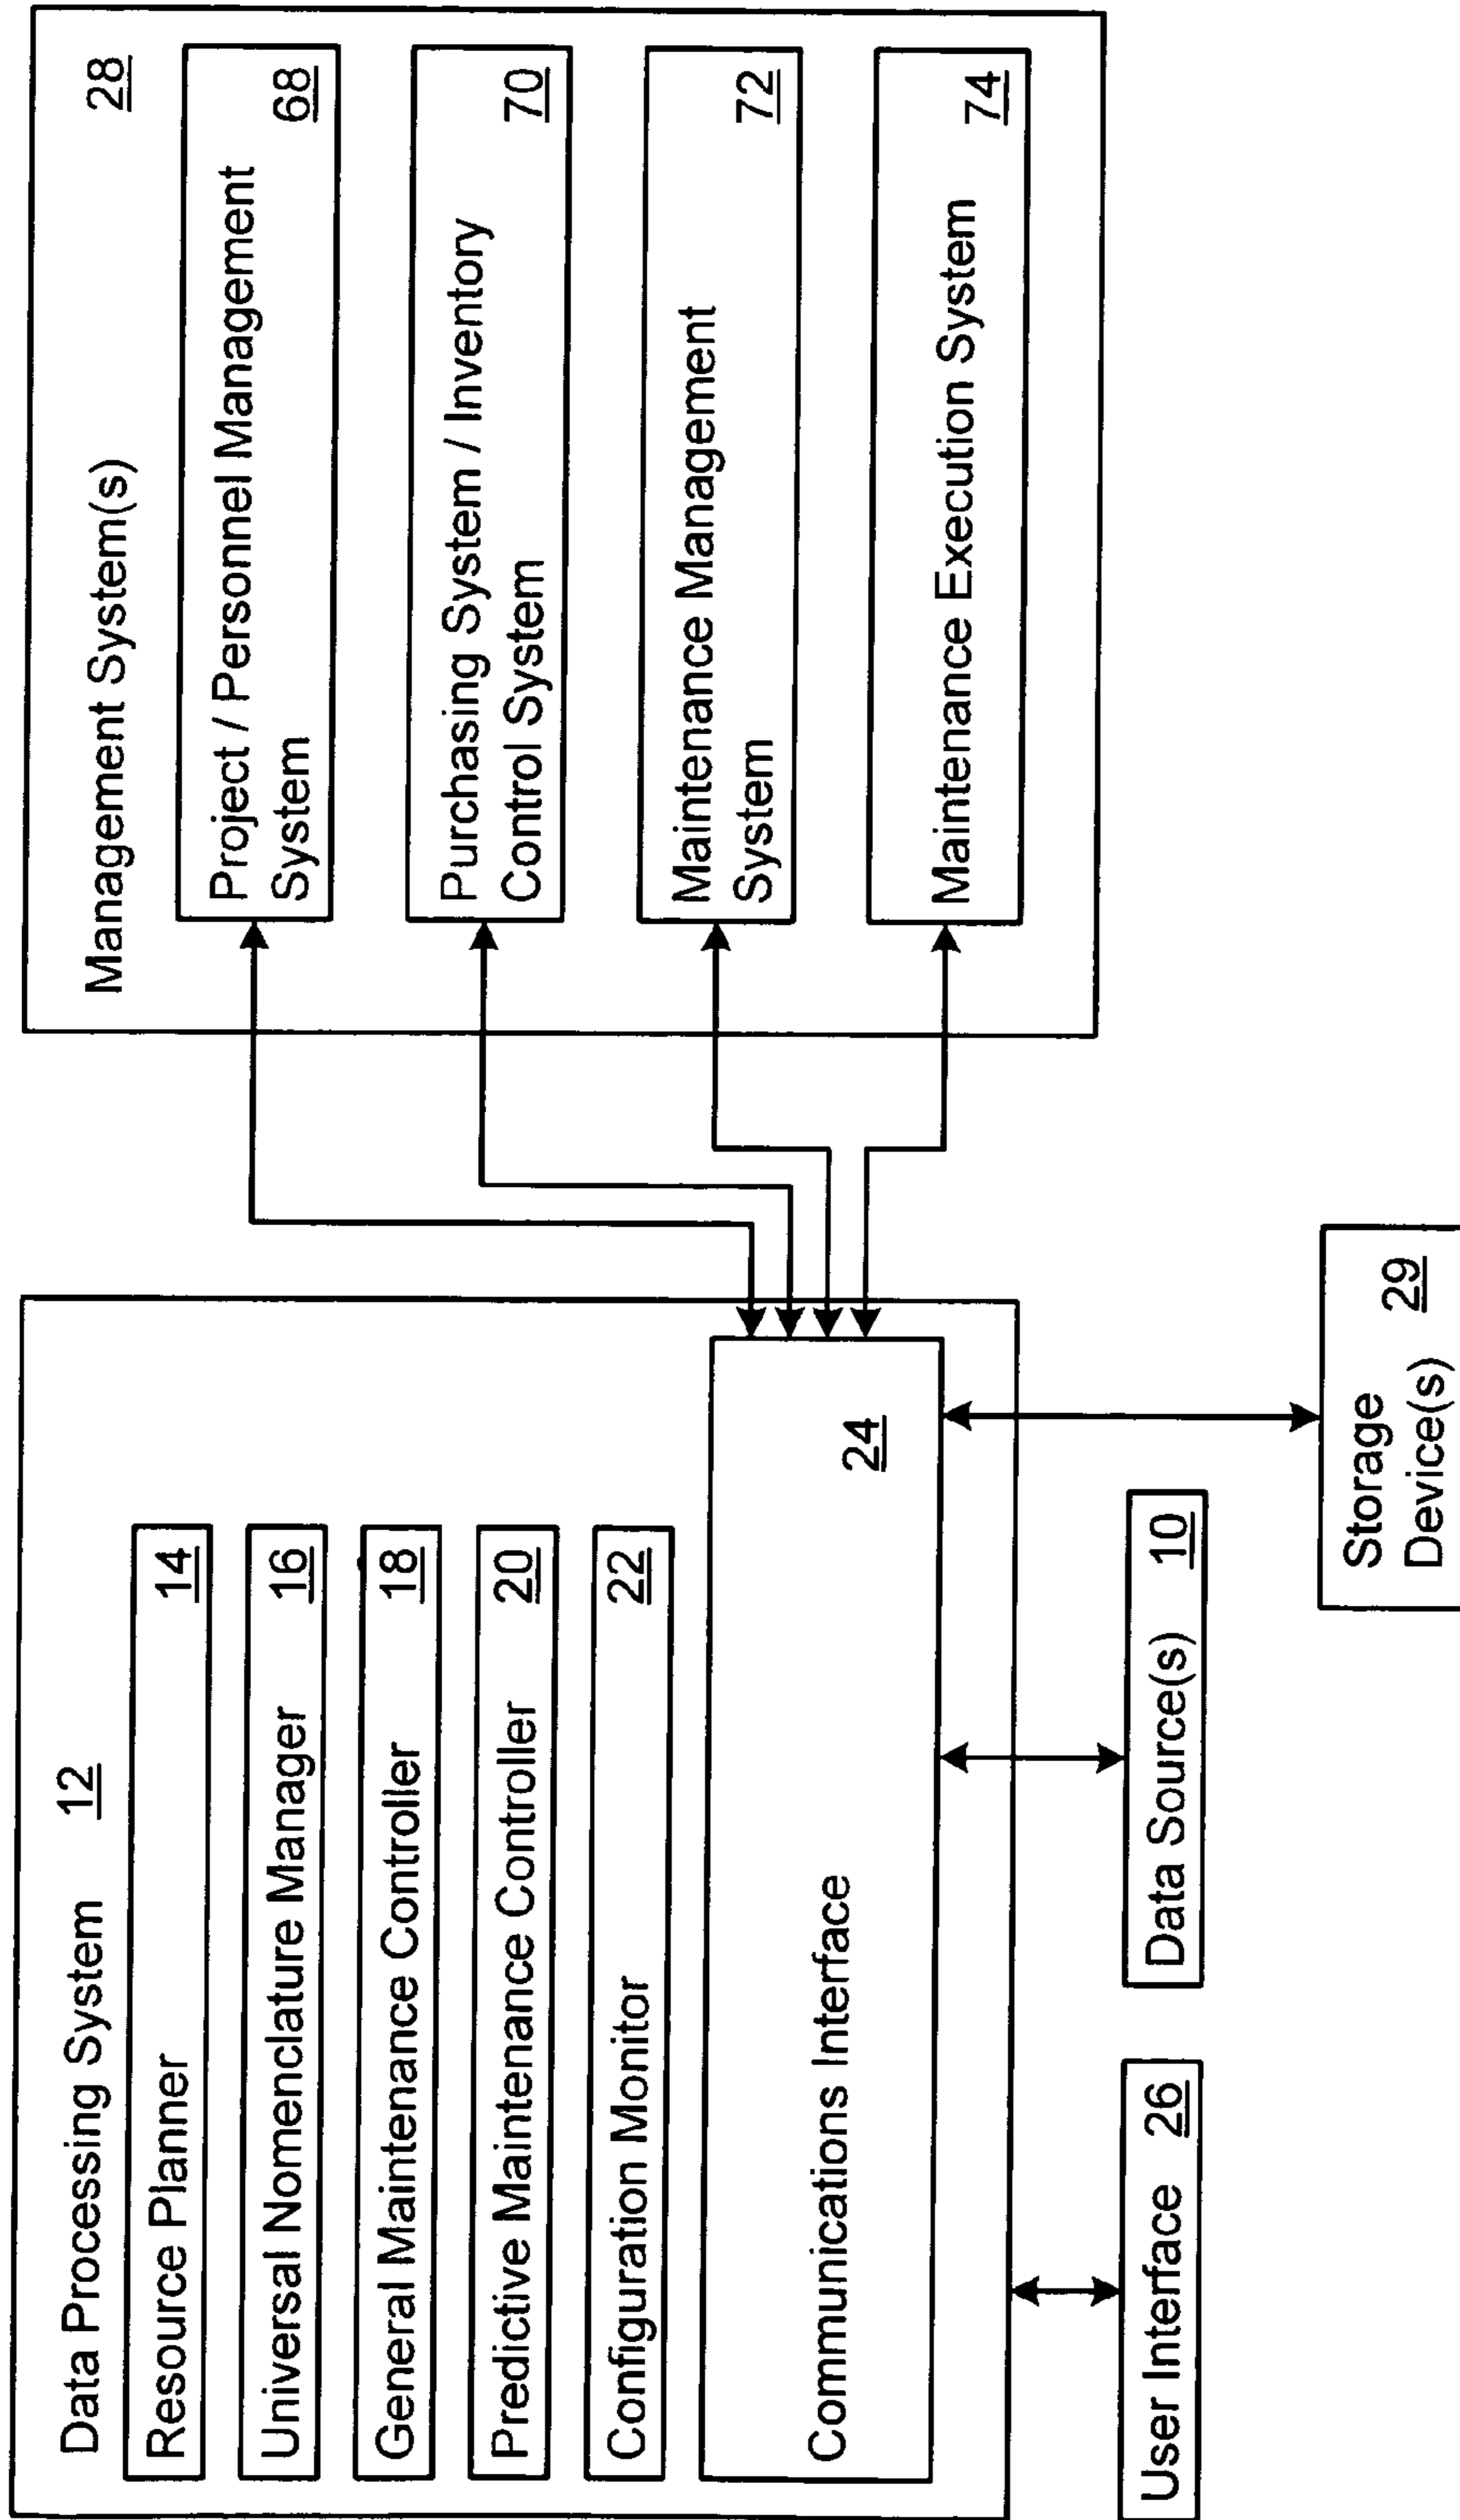 Data Processing System 12
Resource Planner 14
Universal Nomenclature Manager 16
General Maintenance Controller 18
Predictive Maintenance Controller 20
Configuration Monitor 22
Communications Interface 24
User Interface 26
Data Source(s) 10
Storage
Device(s) 29
Management System(s) 28
Project / Personnel Management
System 68
Purchasing System / Inventory
Control System 70
Maintenance Management
System 72
Maintenance Execution System 74